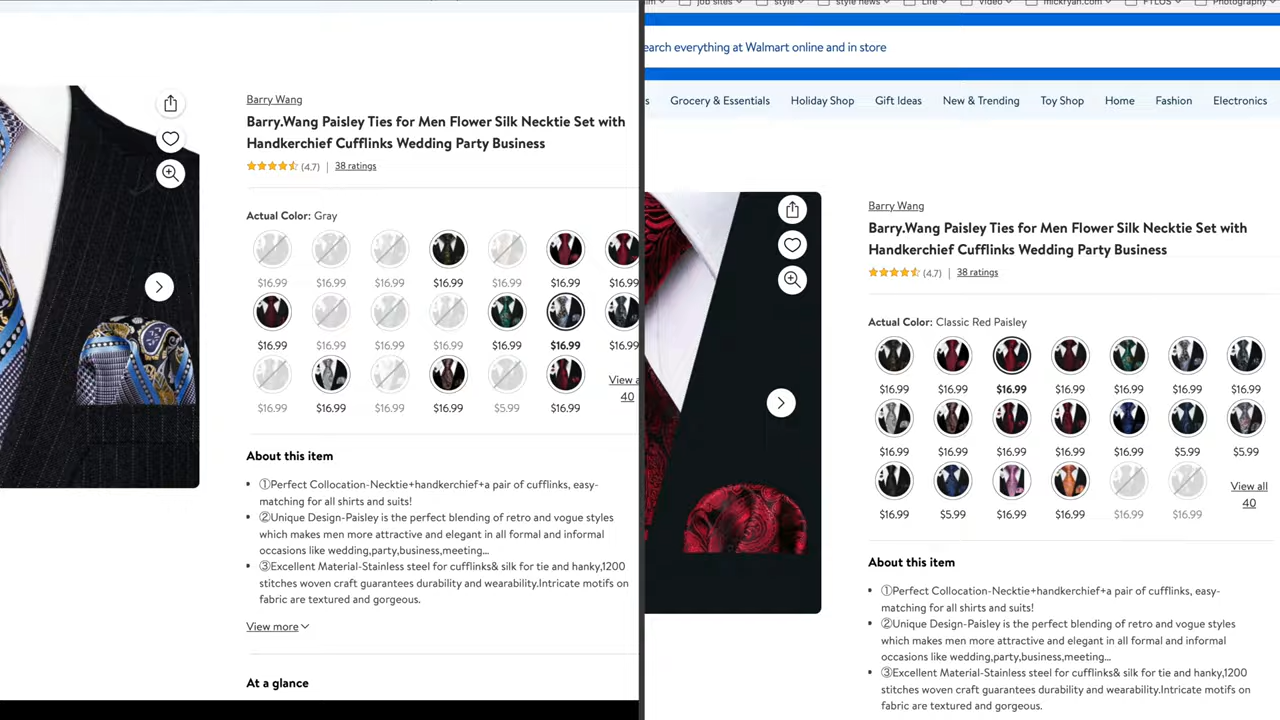 Barry Wang
Barry.Wang Paisley Ties for Men Flower Silk Necktie Set with
Handkerchief Cufflinks Wedding Party Business
(4.7) | 38 ratings
Actual Color: Gray
$16.99 $16.99 $16.99 $16.99 $16.99 $16.99 $16.99
$16.99 $16.99 $16.99 $16.99 $16.99 $16.99 $16.99
$16.99 $16.99 $16.99 $16.99 $5.99 $16.99
View a
40
About this item
①Perfect Collocation-Necktie+handkerchief+a pair of cufflinks, easy-
matching for all shirts and suits!
②Unique Design-Paisley is the perfect blending of retro and vogue styles
which makes men more attractive and elegant in all formal and informal
occasions like wedding,party,business,meeting...
③Excellent Material-Stainless steel for cufflinks& silk for tie and hanky,1200
stitches woven craft guarantees durability and wearability.Intricate motifs on
fabric are textured and gorgeous.
View more
At a glance
job sites style style news Life Video mickryan.com FTLOS Photography
earch everything at Walmart online and in store
s Grocery & Essentials Holiday Shop Gift Ideas New & Trending Toy Shop Home Fashion Electronics
Barry Wang
Barry.Wang Paisley Ties for Men Flower Silk Necktie Set with
Handkerchief Cufflinks Wedding Party Business
(4.7) | 38 ratings
Actual Color: Classic Red Paisley
$16.99 $16.99 $16.99 $16.99 $16.99 $16.99 $16.99
$16.99 $16.99 $16.99 $16.99 $16.99 $5.99 $5.99
$16.99 $5.99 $16.99 $16.99 $16.99 $16.99
View all
40
About this item
①Perfect Collocation-Necktie+handkerchief+a pair of cufflinks, easy-
matching for all shirts and suits!
②Unique Design-Paisley is the perfect blending of retro and vogue styles
which makes men more attractive and elegant in all formal and informal
occasions like wedding,party,business,meeting...
③Excellent Material-Stainless steel for cufflinks& silk for tie and hanky,1200
stitches woven craft guarantees durability and wearability.Intricate motifs on
fabric are textured and gorgeous.